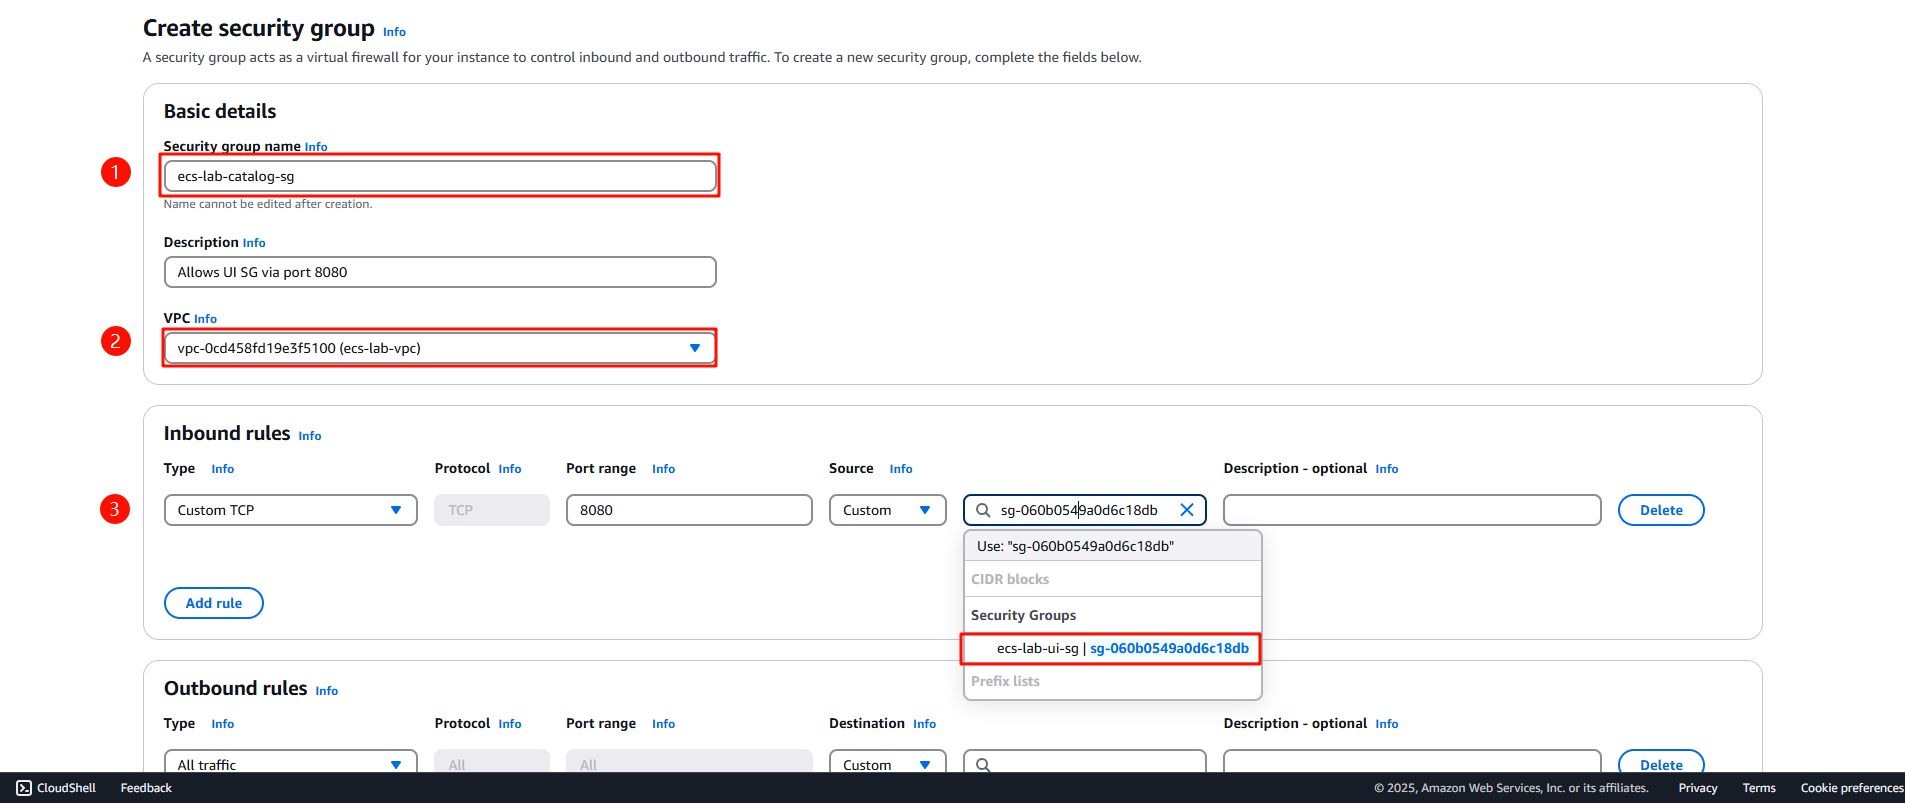 Create security group Info
A security group acts as a virtual firewall for your instance to control inbound and outbound traffic. To create a new security group, complete the fields below.
Basic details
Security group name Info
1
ecs-lab-catalog-sg
Name cannot be edited after creation.
Description Info
Allows UI SG via port 8080
VPC Info
2
vpc-0cd458fd19e3f5100 (ecs-lab-vpc)
Inbound rules Info
Type Info Protocol Info Port range Info Source Info Description - optional Info
3
Custom TCP TCP 8080 Custom sg-060b0549a0d6c18db Delete
Use: "sg-060b0549a0d6c18db"
CIDR blocks
Add rule
Security Groups
ecs-lab-ui-sg | sg-060b0549a0d6c18db
Prefix lists
Outbound rules Info
Type Info Protocol Info Port range Info Destination Info Description - optional Info
All traffic All All Custom Delete
CloudShell Feedback © 2025, Amazon Web Services, Inc. or its affiliates. Privacy Terms Cookie preferences